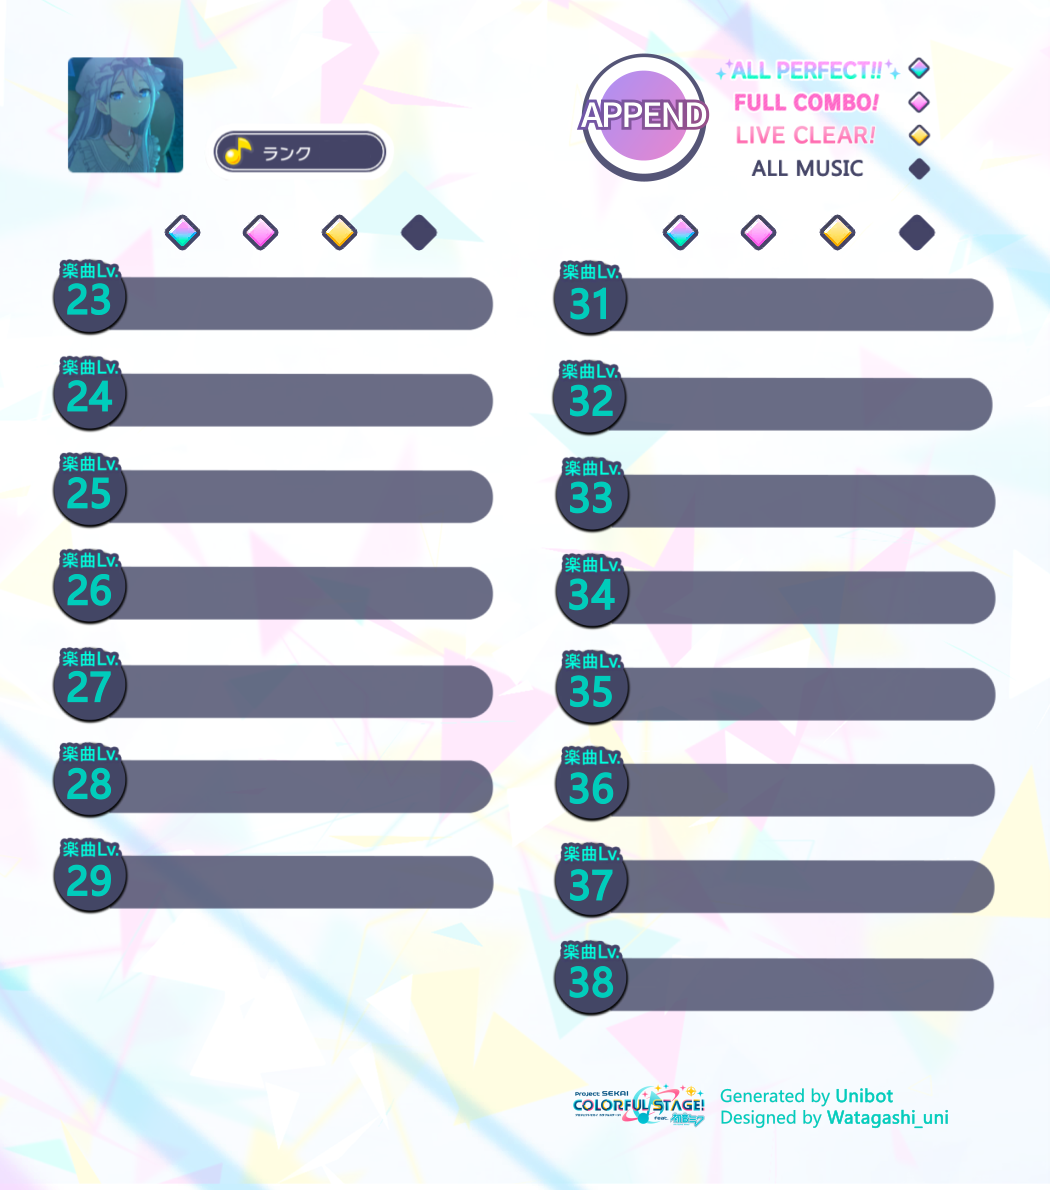 ランク
APPEND
ALL PERFECT!!
FULL COMBO!
LIVE CLEAR!
ALL MUSIC
楽曲Lv.
23
楽曲Lv.
24
楽曲Lv.
25
楽曲Lv.
26
楽曲Lv.
27
楽曲Lv.
28
楽曲Lv.
29
楽曲Lv.
31
楽曲Lv.
32
楽曲Lv.
33
楽曲Lv.
34
楽曲Lv.
35
楽曲Lv.
36
楽曲Lv.
37
楽曲Lv.
38
Project SEKAI
COLORFUL STAGE!
feat. 初音ミク
Generated by Unibot
Designed by Watagashi_uni